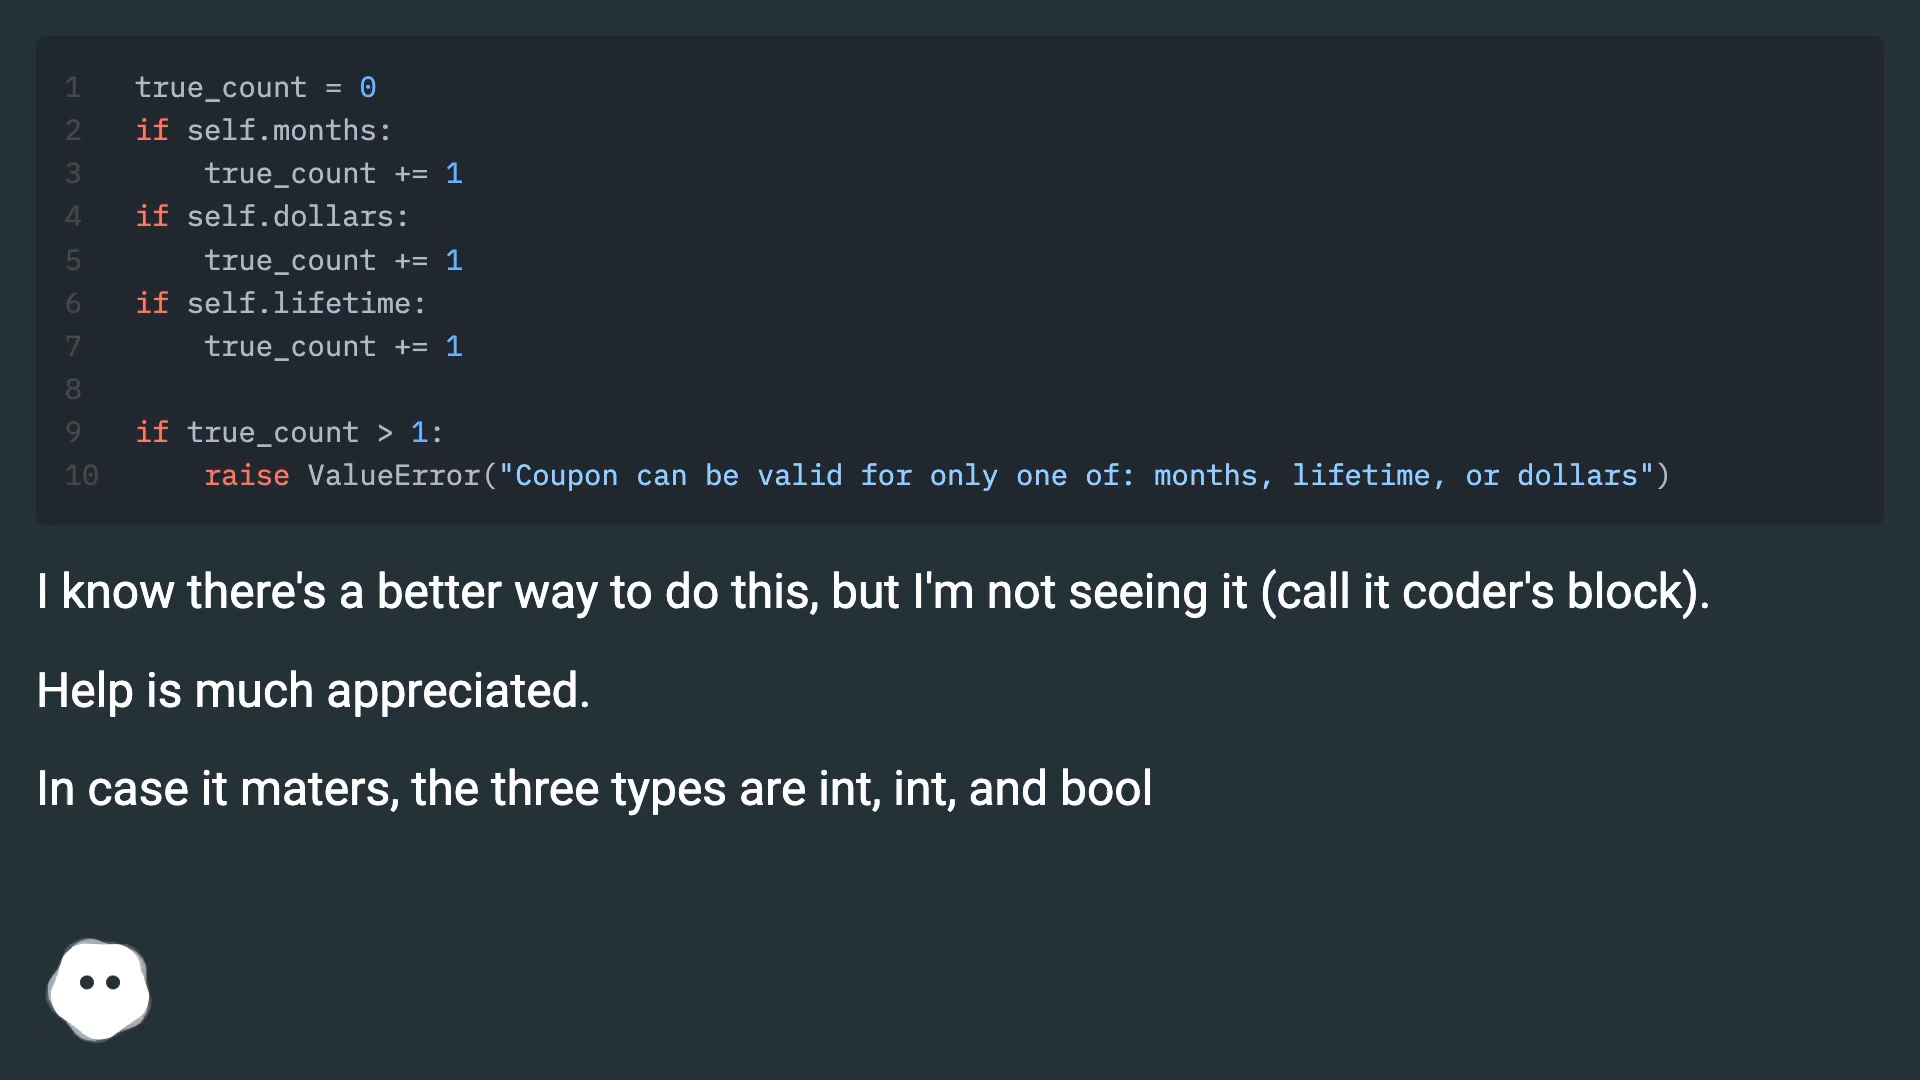 1 true_count = 0
2 if self.months:
3     true_count += 1
4 if self.dollars:
5     true_count += 1
6 if self.lifetime:
7     true_count += 1
8
9 if true_count > 1:
10     raise ValueError("Coupon can be valid for only one of: months, lifetime, or dollars")
I know there's a better way to do this, but I'm not seeing it (call it coder's block).
Help is much appreciated.
In case it maters, the three types are int, int, and bool